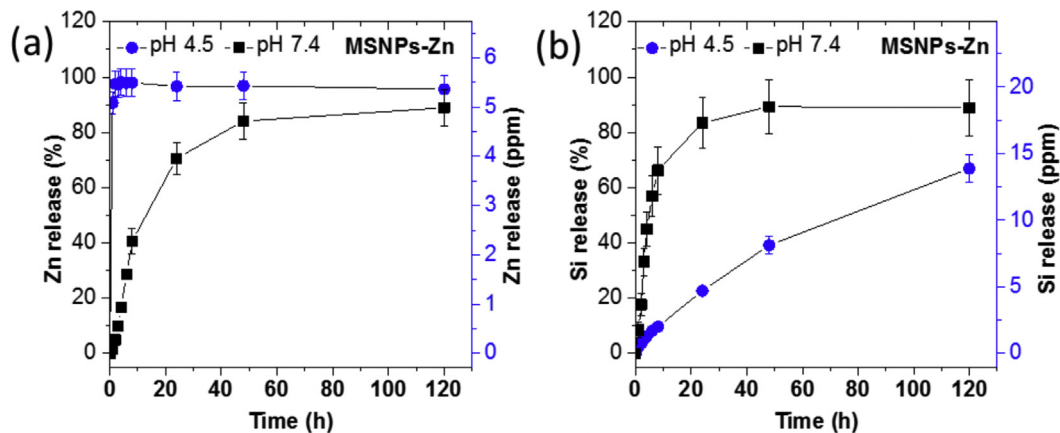 (a)
pH 4.5 pH 7.4 MSNPs-Zn
Zn release (%)
120
100
80
60
40
20
0
Zn release (ppm)
6
5
4
3
2
1
0
0 20 40 60 80 100 120
Time (h)
(b)
pH 4.5 pH 7.4 MSNPs-Zn
Si release (%)
120
100
80
60
40
20
0
Si release (ppm)
20
15
10
5
0
0 20 40 60 80 100 120
Time (h)